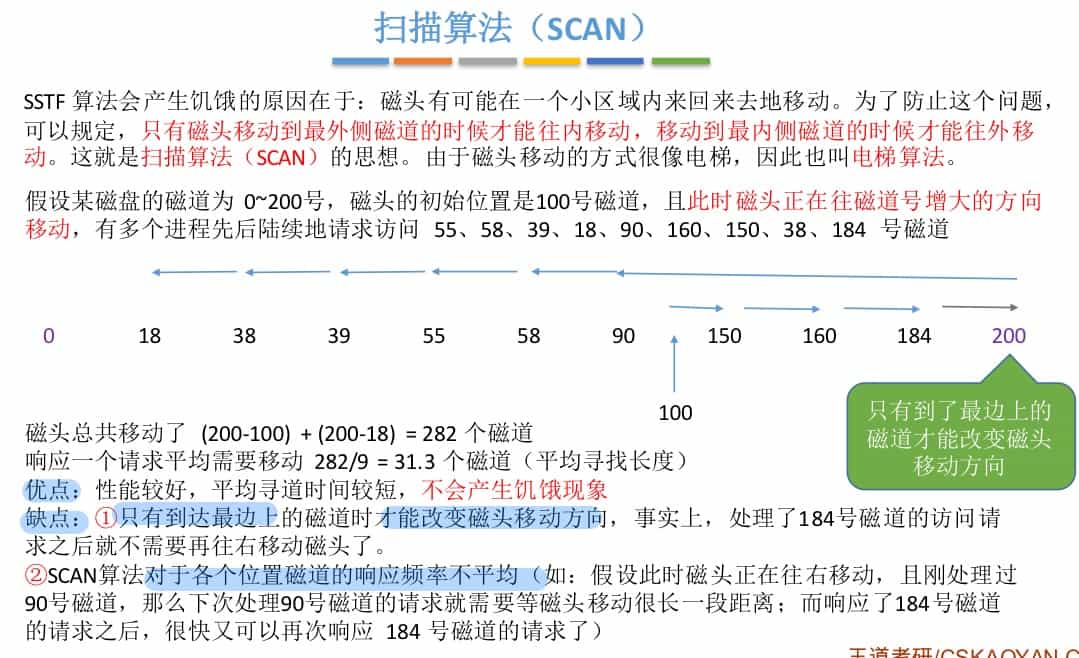 扫描算法（SCAN）
SSTF 算法会产生饥饿的原因在于：磁头有可能在一个小区域内来回来去地移动。为了防止这个问题，
可以规定，只有磁头移动到最外侧磁道的时候才能往内移动，移动到最内侧磁道的时候才能往外移
动。这就是扫描算法（SCAN）的思想。由于磁头移动的方式很像电梯，因此也叫电梯算法。
假设某磁盘的磁道为 0~200号，磁头的初始位置是100号磁道，且此时磁头正在往磁道号增大的方向
移动，有多个进程先后陆续地请求访问 55、58、39、18、90、160、150、38、184 号磁道
0 18 38 39 55 58 90 150 160 184 200
100
只有到了最边上的
磁道才能改变磁头
移动方向
磁头总共移动了 (200-100) + (200-18) = 282 个磁道
响应一个请求平均需要移动 282/9 = 31.3 个磁道（平均寻找长度）
优点：性能较好，平均寻道时间较短，不会产生饥饿现象
缺点：①只有到达最边上的磁道时才能改变磁头移动方向，事实上，处理了184号磁道的访问请
求之后就不需要再往右移动磁头了。
②SCAN算法对于各个位置磁道的响应频率不平均（如：假设此时磁头正在往右移动，且刚处理过
90号磁道，那么下次处理90号磁道的请求就需要等磁头移动很长一段距离；而响应了184号磁道
的请求之后，很快又可以再次响应 184 号磁道的请求了）
王道考研/CSKAOYAN.C